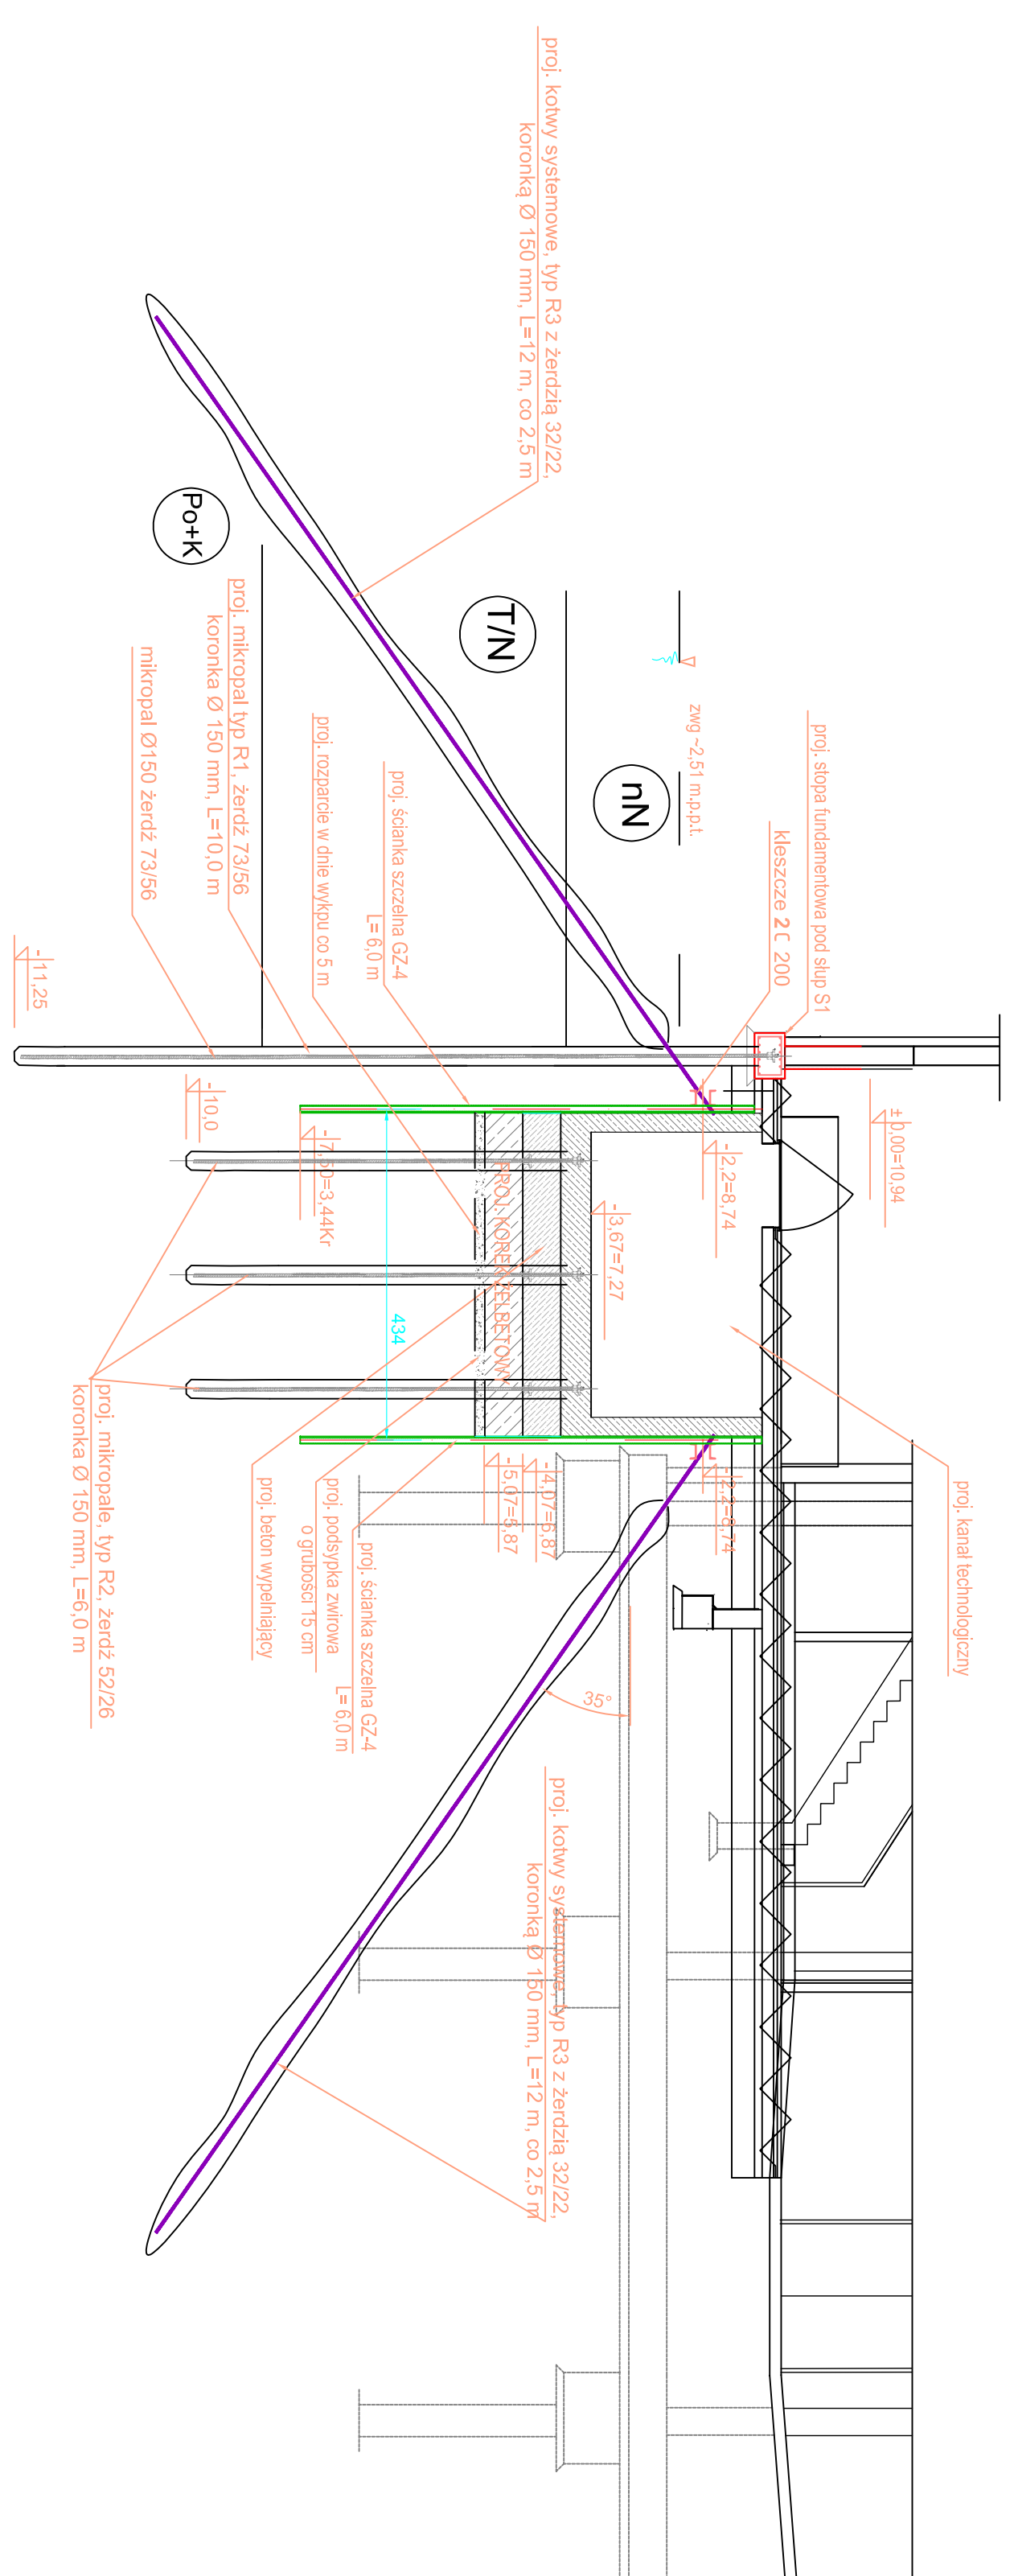 proj. kotwy systemowe, typ R3 z żerdzią 32/22,
koronką Ø 150 mm, L=12 m, co 2,5 m
Po+K
T/N
nN
zwg ~2,51 m.p.p.t.
proj. stopa fundamentowa pod słup S1
kleszcze 2[ 200
proj. ścianka szczelna GZ-4
L= 6,0 m
proj. rozparcie w dnie wykpu co 5 m
proj. mikropal typ R1, żerdź 73/56
koronka Ø 150 mm, L=10,0 m
mikropal Ø150 żerdź 73/56
-11,25
-10,0
±0,00=10,94
-2,2=8,74
-3,67=7,27
-7,50=3,44Kr
PROJ. KOREK ŻELBETOWY
434
-2,2=8,74
-4,07=6,87
-5,07=5,87
proj. kanał technologiczny
proj. ścianka szczelna GZ-4
L= 6,0 m
proj. podsypka zwirowa
o grubości 15 cm
proj. beton wypełniający
proj. mikropale, typ R2, żerdź 52/26
koronka Ø 150 mm, L=6,0 m
35°
proj. kotwy systemowe, typ R3 z żerdzią 32/22,
koronką Ø 150 mm, L=12 m, co 2,5 m